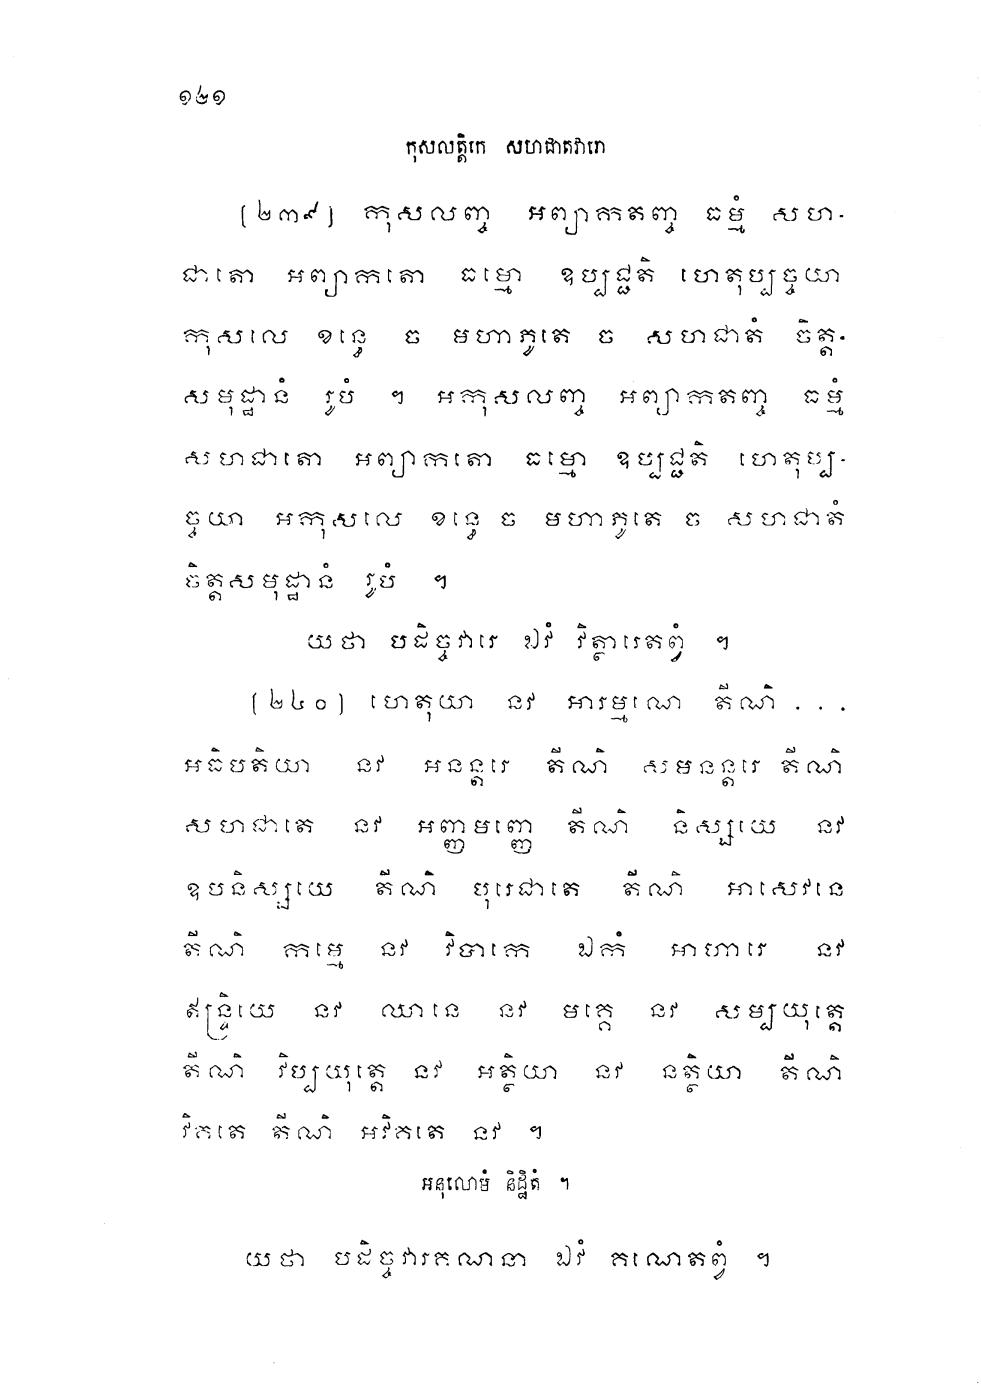 ១២១
កុសលត្តិកេ សហជាតវារោ
(២៣៩) កុសលញ្ច អព្យាកតញ្ច ធម្មំ សហ-
ជាតោ អព្យាកតោ ធម្មោ ឧប្បជ្ជតិ ហេតុប្បច្ចយា
កុសលេ ខន្ធេ ច មហាភូតេ ច សហជាតំ ចិត្ត-
សមុដ្ឋានំ រូបំ ។ អកុសលញ្ច អព្យាកតញ្ច ធម្មំ
សហជាតោ អព្យាកតោ ធម្មោ ឧប្បជ្ជតិ ហេតុប្ប-
ច្ចយា អកុសលេ ខន្ធេ ច មហាភូតេ ច សហជាតំ
ចិត្តសមុដ្ឋានំ រូបំ ។
យថា បដិច្ចវារេ ឯវំ វិត្ថារេតព្វំ ។
(២៤០) ហេតុយា នវ អារម្មណេ តីណិ . . .
អធិបតិយា នវ អនន្តរេ តីណិ សមនន្តរេ តីណិ
សហជាតេ នវ អញ្ញមញ្ញេ តីណិ និស្សយេ នវ
ឧបនិស្សយេ តីណិ បុរេជាតេ តីណិ អាសេវនេ
តីណិ កម្មេ នវ វិបាកេ ឯកំ អាហារេ នវ
ឥន្ទ្រិយេ នវ ឈានេ នវ មគ្គេ នវ សម្បយុត្តេ
តីណិ វិប្បយុត្តេ នវ អត្ថិយា នវ នត្ថិយា តីណិ
វិគតេ តីណិ អវិគតេ នវ ។
អនុលោមំ និដ្ឋិតំ ។
យថា បដិច្ចវារគណនា ឯវំ គណេតព្វំ ។